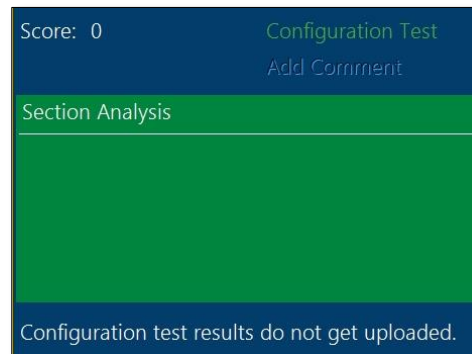 Score: 0
Configuration Test
Add Comment
Section Analysis
Configuration test results do not get uploaded.